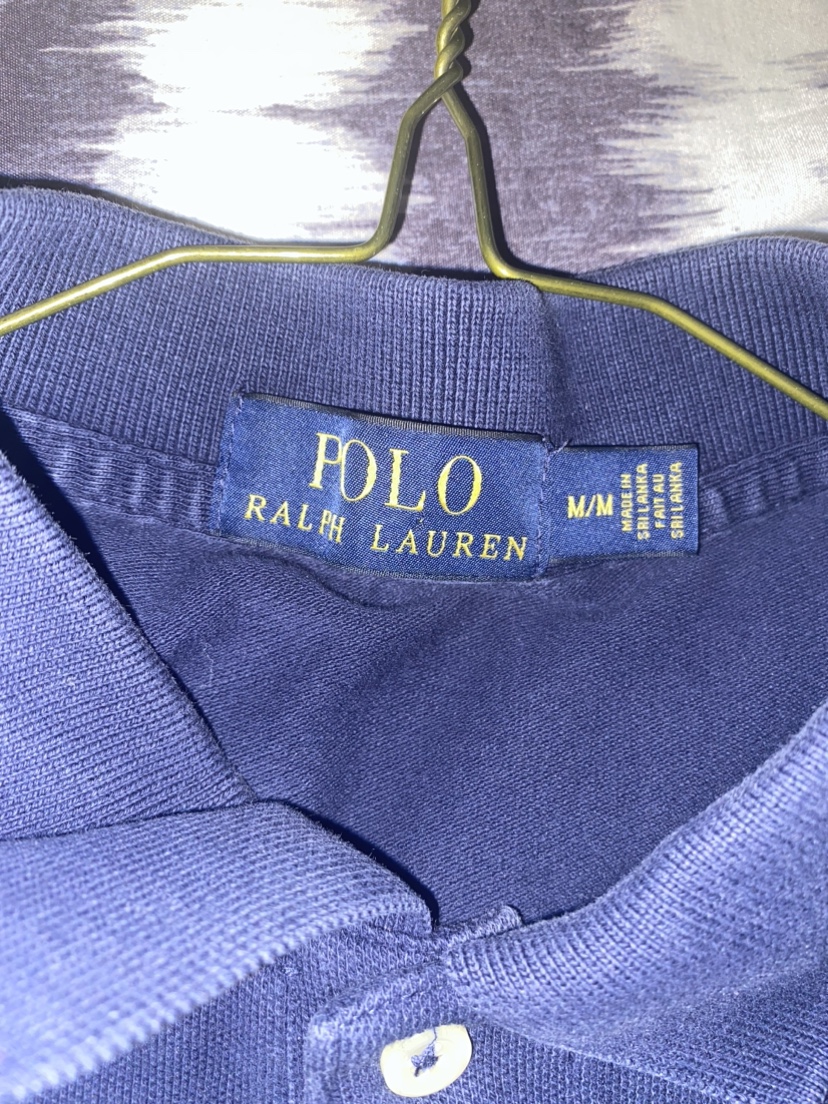 POLO
RALPH LAUREN
M/M
MADE IN
SRI LANKA
FAIT AU
SRI LANKA